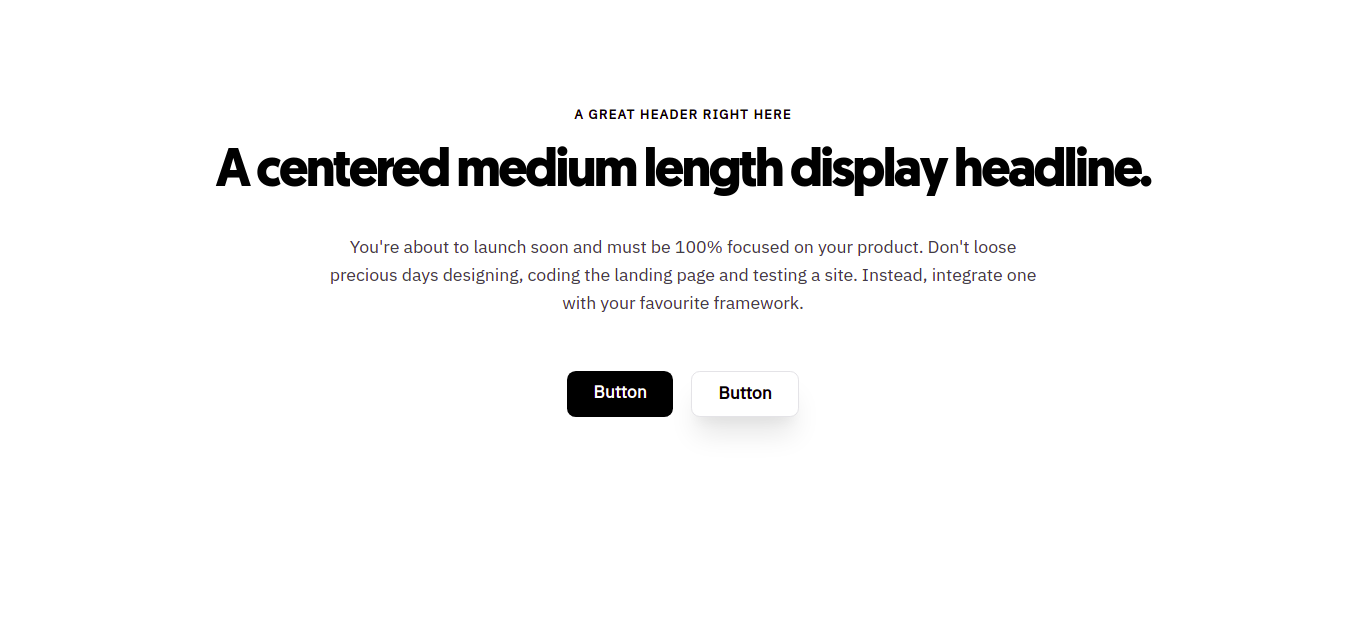 A GREAT HEADER RIGHT HERE
A centered medium length display headline.
You're about to launch soon and must be 100% focused on your product. Don't loose
precious days designing, coding the landing page and testing a site. Instead, integrate one
with your favourite framework.
Button Button